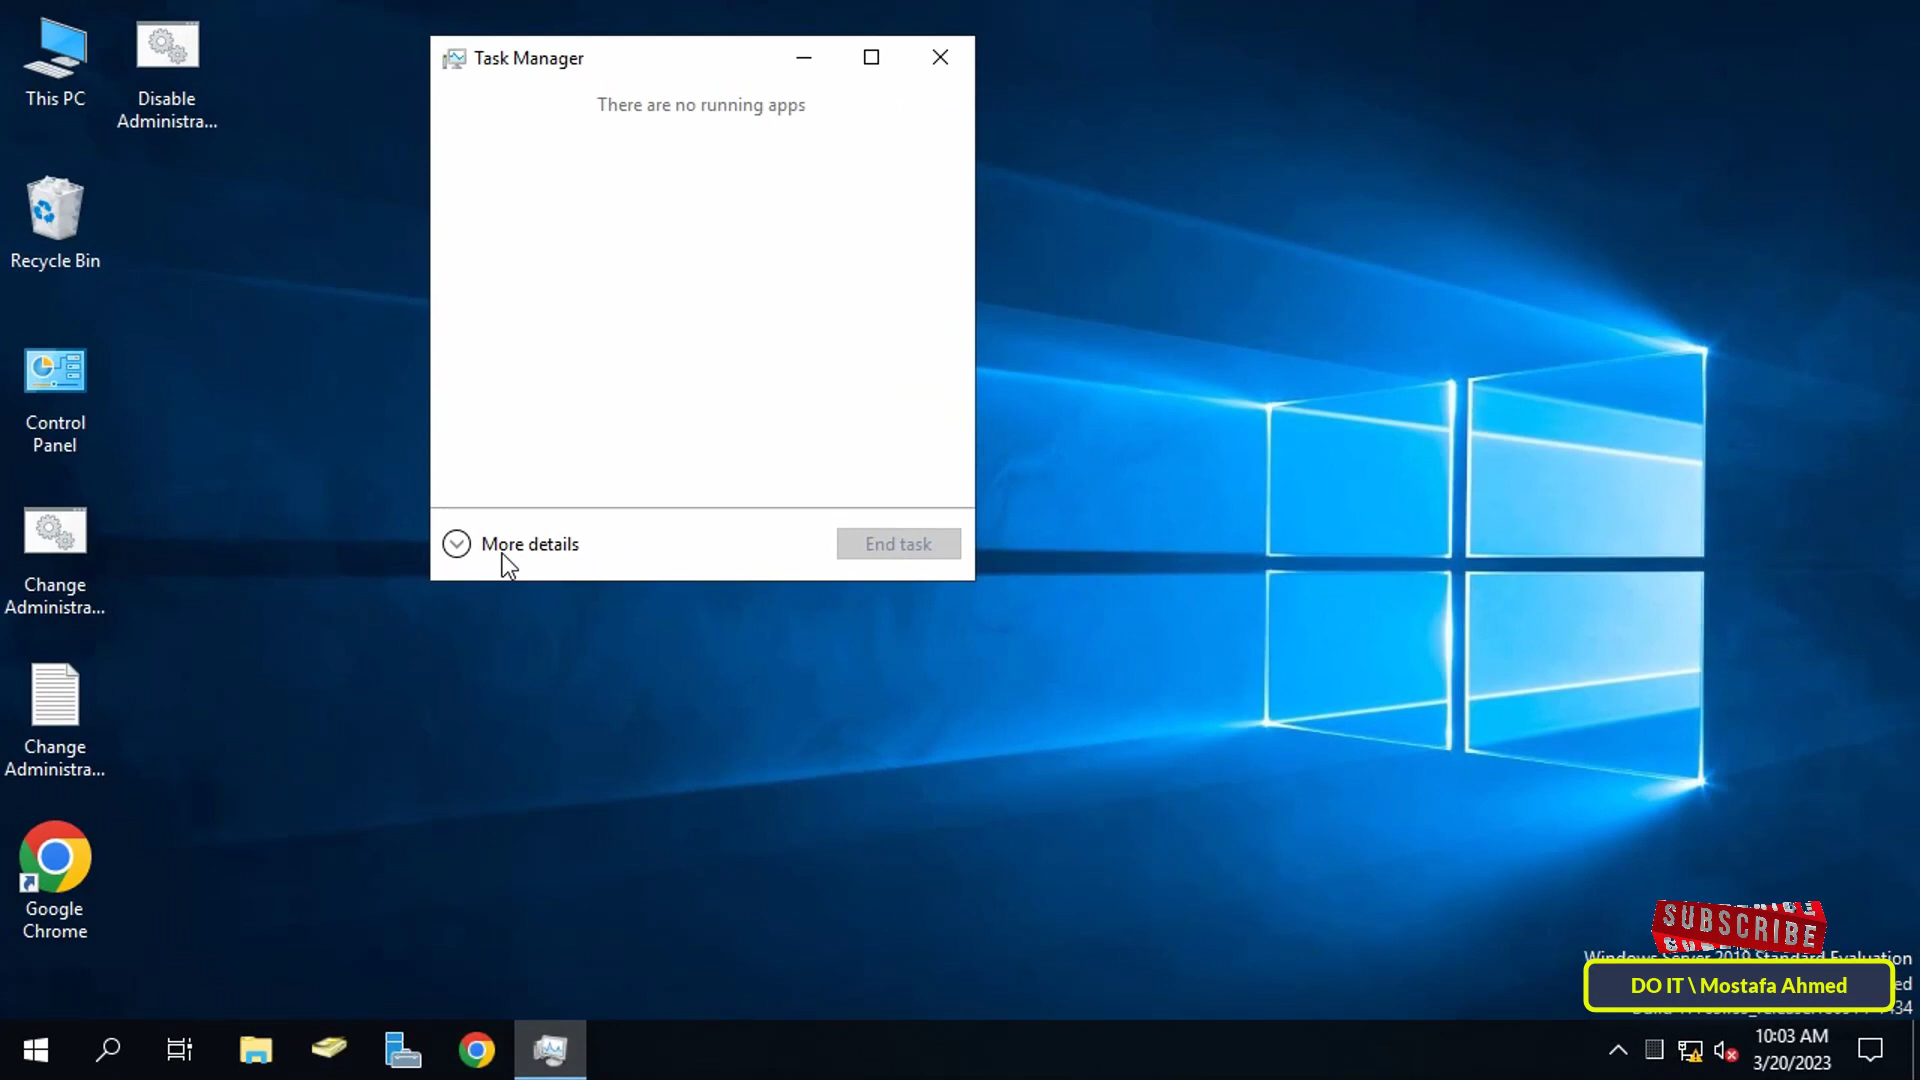 This PC
Disable
Administra...
Recycle Bin
Control
Panel
Change
Administra...
Change
Administra...
Google
Chrome
Task Manager
There are no running apps
More details
End task
SUBSCRIBE
Windows Server 2019 Standard Evaluation
DO IT \ Mostafa Ahmed
10:03 AM
3/20/2023